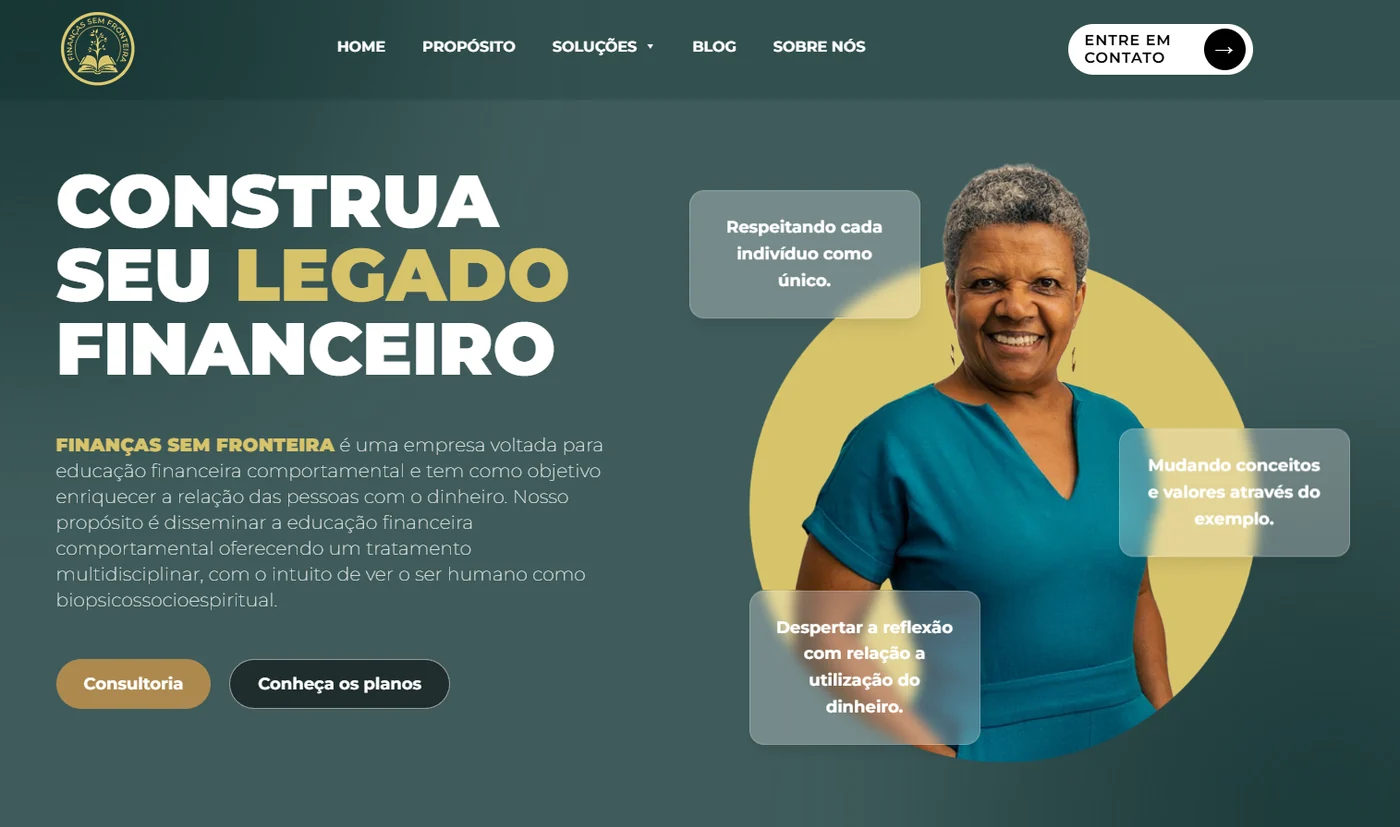 FINANÇAS SEM FRONTEIRA
HOME
PROPÓSITO
SOLUÇÕES
BLOG
SOBRE NÓS
ENTRE EM
CONTATO
CONSTRUA
SEU LEGADO
FINANCEIRO
FINANÇAS SEM FRONTEIRA é uma empresa voltada para
educação financeira comportamental e tem como objetivo
enriquecer a relação das pessoas com o dinheiro. Nosso
propósito é disseminar a educação financeira
comportamental oferecendo um tratamento
multidisciplinar, com o intuito de ver o ser humano como
biopsicossocioespiritual.
Consultoria
Conheça os planos
Respeitando cada
indivíduo como
único.
Mudando conceitos
e valores através do
exemplo.
Despertar a reflexão
com relação a
utilização do
dinheiro.